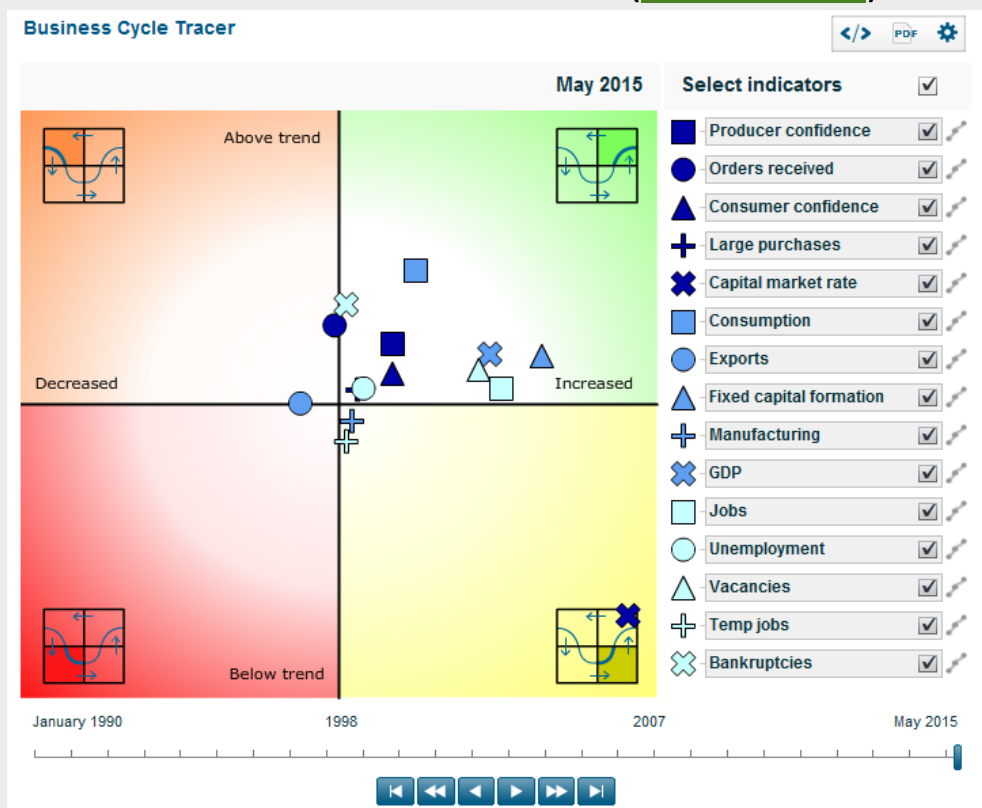 Business Cycle Tracer
</>
PDF
May 2015
Select indicators
Above trend
Decreased
Increased
Below trend
Producer confidence
Orders received
Consumer confidence
Large purchases
Capital market rate
Consumption
Exports
Fixed capital formation
Manufacturing
GDP
Jobs
Unemployment
Vacancies
Temp jobs
Bankruptcies
January 1990
1998
2007
May 2015